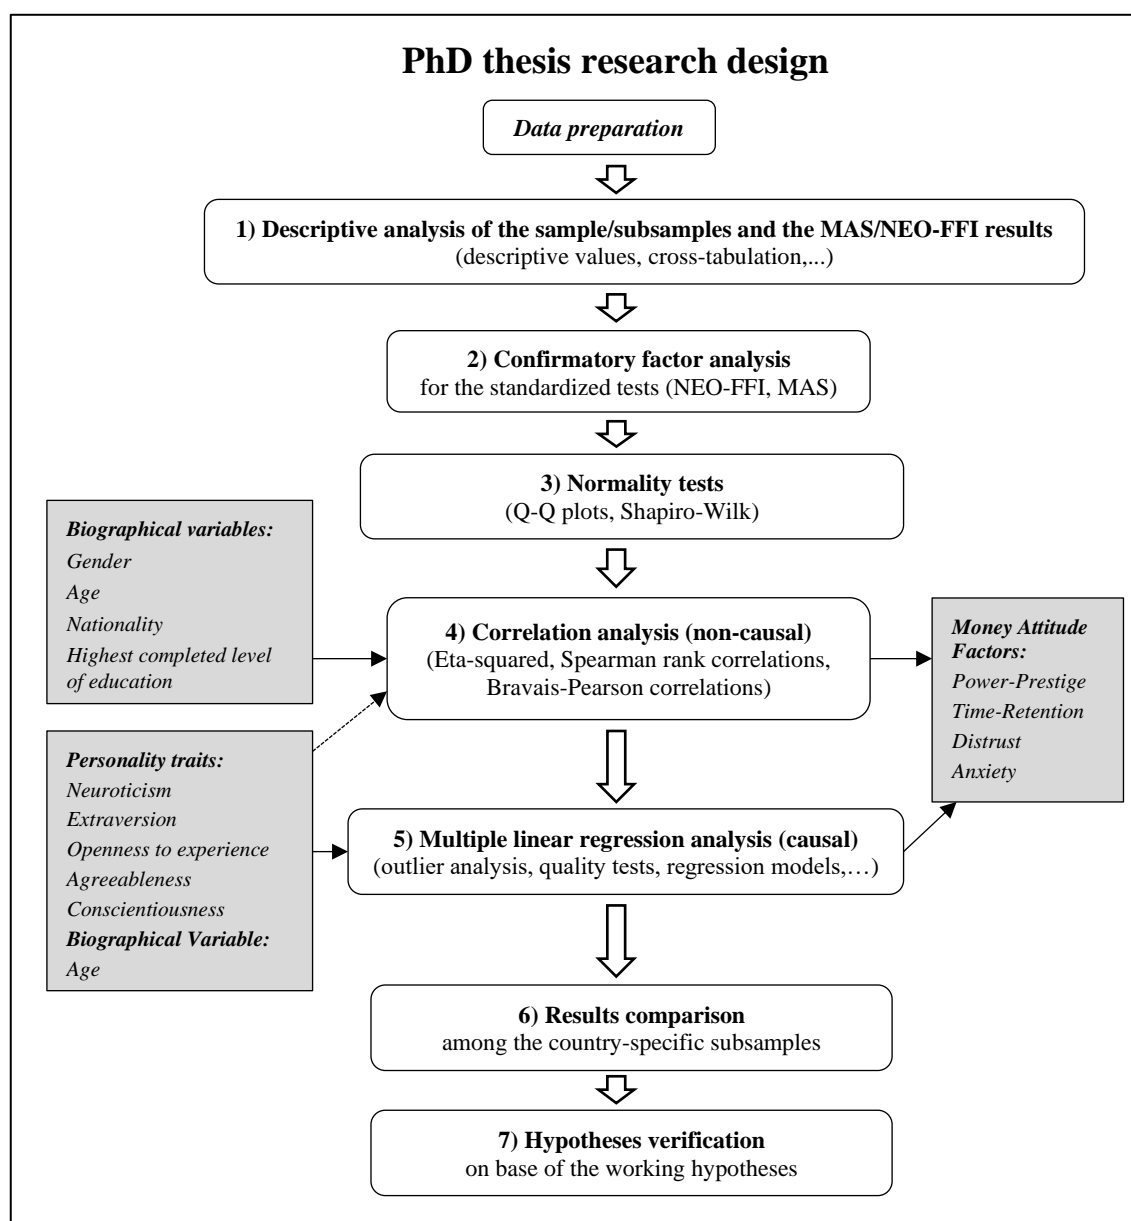 PhD thesis research design
Data preparation
1) Descriptive analysis of the sample/subsamples and the MAS/NEO-FFI results
(descriptive values, cross-tabulation,...)
2) Confirmatory factor analysis
for the standardized tests (NEO-FFI, MAS)
3) Normality tests
(Q-Q plots, Shapiro-Wilk)
Biographical variables:
Gender
Age
Nationality
Highest completed level
of education
4) Correlation analysis (non-causal)
(Eta-squared, Spearman rank correlations,
Bravais-Pearson correlations)
Money Attitude
Factors:
Power-Prestige
Time-Retention
Distrust
Anxiety
Personality traits:
Neuroticism
Extraversion
Openness to experience
Agreeableness
Conscientiousness
Biographical Variable:
Age
5) Multiple linear regression analysis (causal)
(outlier analysis, quality tests, regression models,…)
6) Results comparison
among the country-specific subsamples
7) Hypotheses verification
on base of the working hypotheses